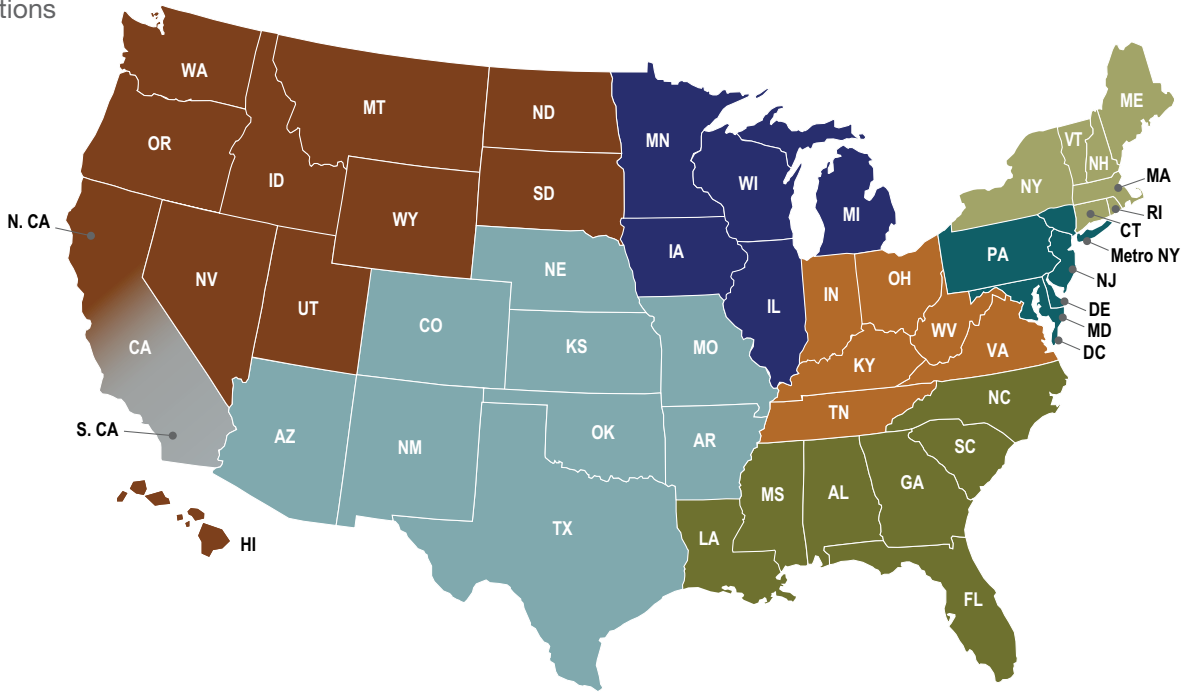 tions
WA
MT
ND
MN
ME
OR
VT
NH
ID
WI
MA
SD
NY
WY
MI
RI
N. CA
CT
IA
PA
Metro NY
NE
NV
OH
NJ
IN
UT
IL
DE
CO
WV
MD
CA
KS
MO
VA
DC
KY
NC
TN
S. CA
AZ
OK
AR
NM
SC
GA
MS
AL
TX
LA
HI
FL